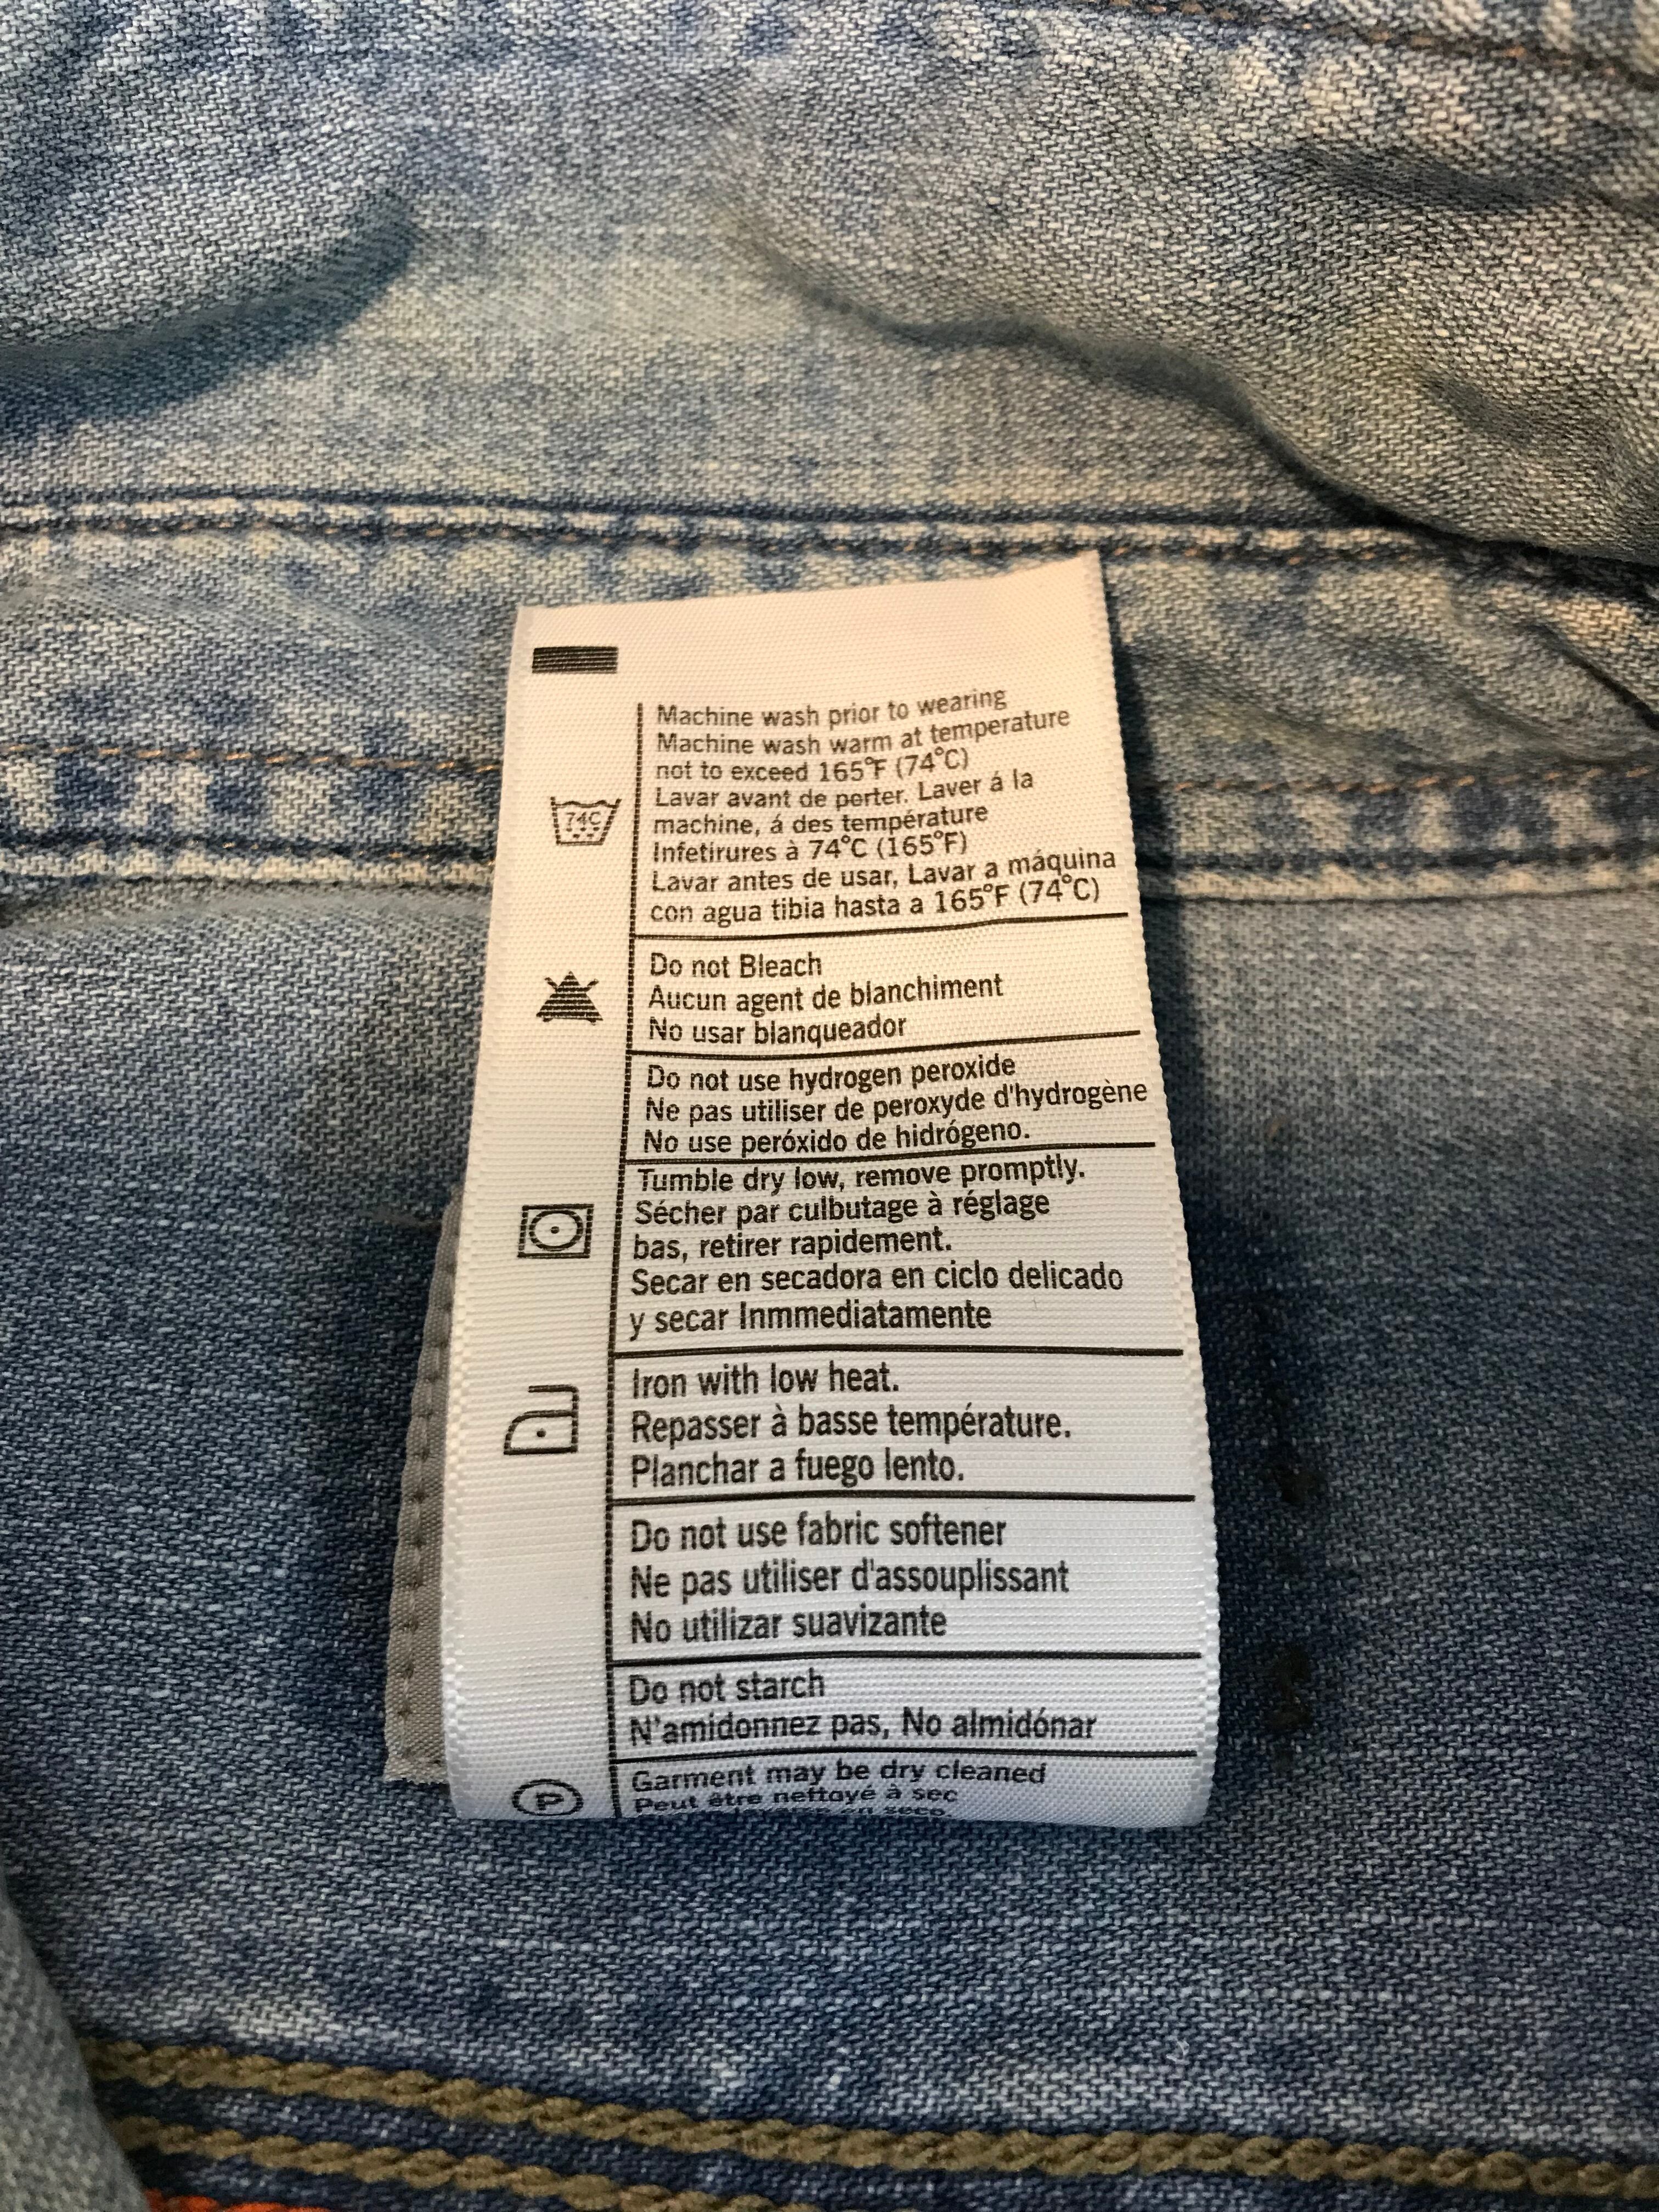 Machine wash prior to wearing
Machine wash warm at temperature
not to exceed 165°F (74°C)
Lavar avant de porter. Laver á la
machine, á des température
Infetirures à 74°C (165°F)
Lavar antes de usar, Lavar a máquina
con agua tibia hasta a 165°F (74°C)
74C
Do not Bleach
Aucun agent de blanchiment
No usar blanqueador
Do not use hydrogen peroxide
Ne pas utiliser de peroxyde d'hydrogène
No use peróxido de hidrógeno.
Tumble dry low, remove promptly.
Sécher par culbutage à réglage
bas, retirer rapidement.
Secar en secadora en ciclo delicado
y secar Inmmediatamente
Iron with low heat.
Repasser à basse température.
Planchar a fuego lento.
Do not use fabric softener
Ne pas utiliser d'assouplissant
No utilizar suavizante
Do not starch
N'amidonnez pas, No almidónar
P
Garment may be dry cleaned
Peut être nettoyé à sec
en seco.